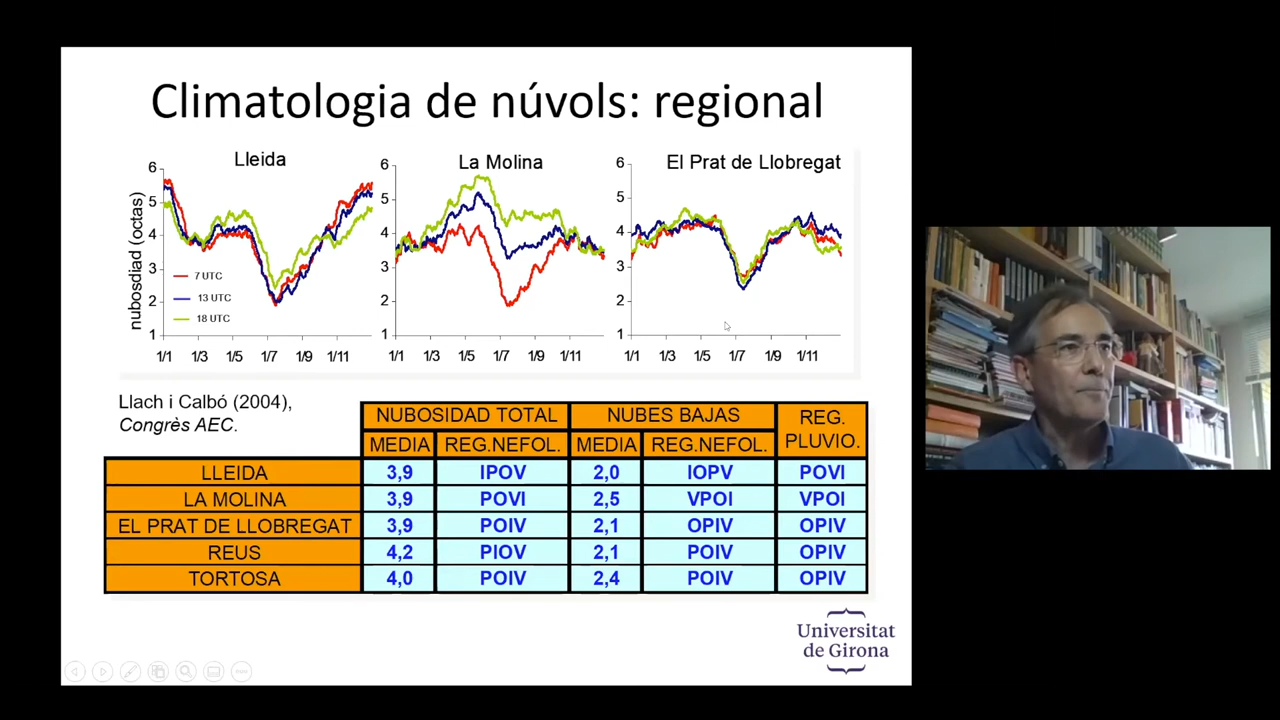 Climatologia de núvols: regional
Lleida
La Molina
El Prat de Llobregat
nubosdiad (octas)
6
5
4
3
2
1
7 UTC
13 UTC
18 UTC
1/1 1/3 1/5 1/7 1/9 1/11
6
5
4
3
2
1
1/1 1/3 1/5 1/7 1/9 1/11
6
5
4
3
2
1
1/1 1/3 1/5 1/7 1/9 1/11
Llach i Calbó (2004),
Congrès AEC.
NUBOSIDAD TOTAL NUBES BAJAS REG. PLUVIO.
MEDIA REG.NEFOL. MEDIA REG.NEFOL.
LLEIDA 3,9 IPOV 2,0 IOPV POVI
LA MOLINA 3,9 POVI 2,5 VPOI VPOI
EL PRAT DE LLOBREGAT 3,9 POIV 2,1 OPIV OPIV
REUS 4,2 PIOV 2,1 POIV OPIV
TORTOSA 4,0 POIV 2,4 POIV OPIV
Universitat
de Girona